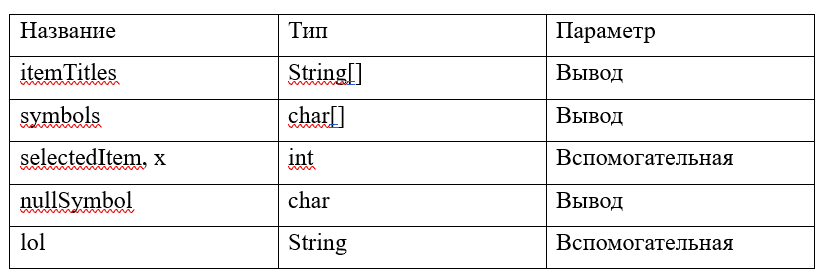 Название Тип Параметр
itemTitles String[] Вывод
symbols char[] Вывод
selectedItem, x int Вспомогательная
nullSymbol char Вывод
lol String Вспомогательная